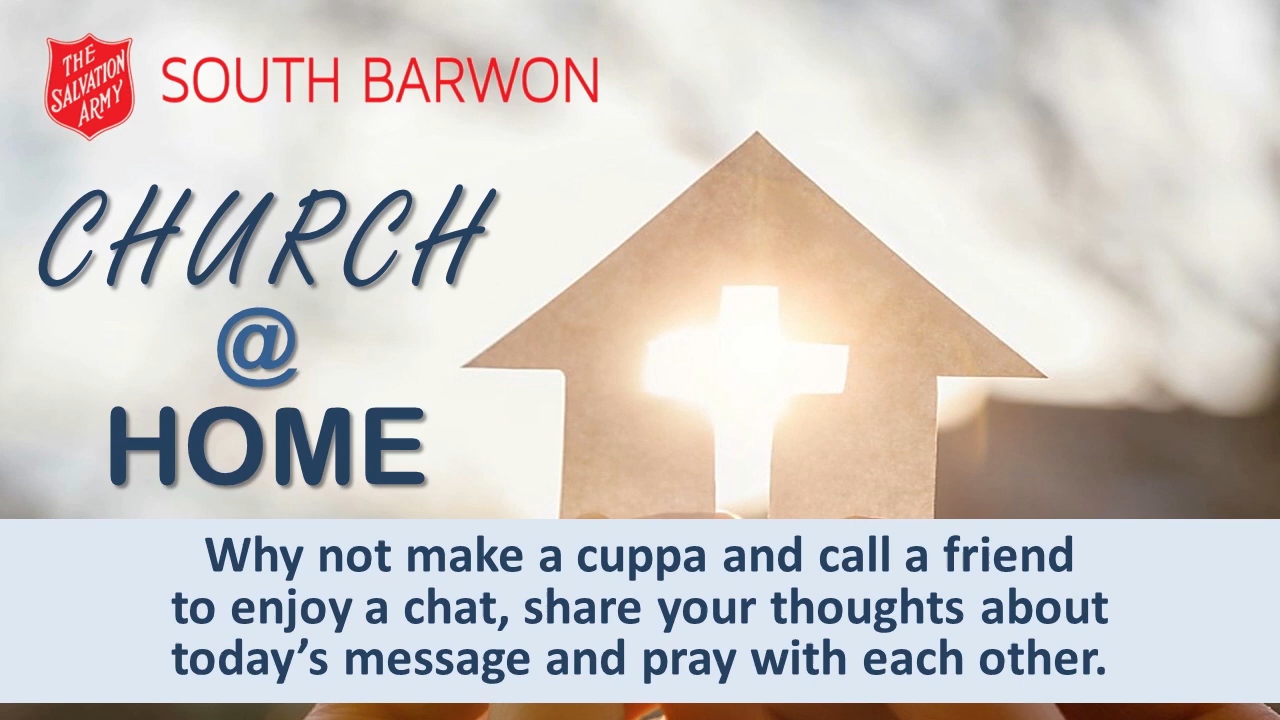 THE
SALVATION
ARMY
SOUTH BARWON
CHURCH
@
HOME
Why not make a cuppa and call a friend
to enjoy a chat, share your thoughts about
today’s message and pray with each other.